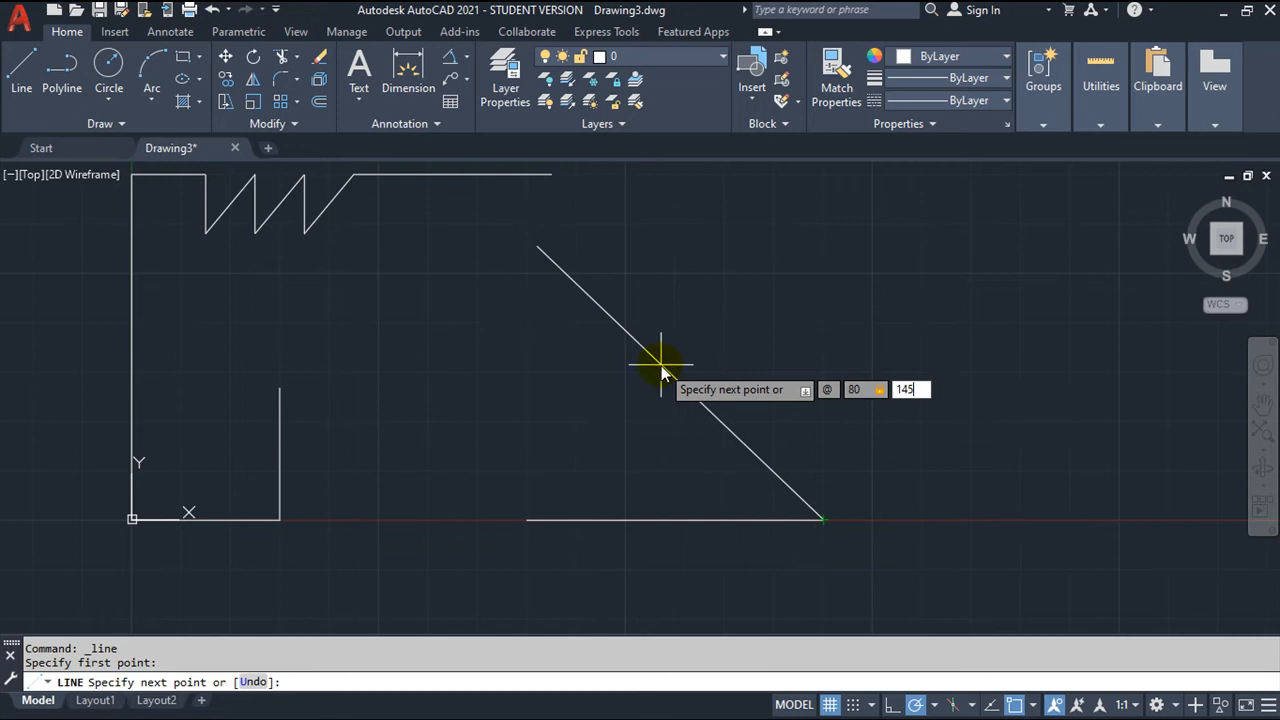 Autodesk AutoCAD 2021 - STUDENT VERSION Drawing3.dwg
Type a keyword or phrase
Sign In
Home Insert Annotate Parametric View Manage Output Add-ins Collaborate Express Tools Featured Apps
0
ByLayer
ByLayer
ByLayer
Line Polyline Circle Arc Text Dimension Layer Properties Insert Match Properties Groups Utilities Clipboard View
Draw Modify Annotation Layers Block Properties
Start Drawing3*
[−][Top][2D Wireframe]
N
W TOP E
S
WCS
Specify next point or @ 80 145
Y
X
Command: _line
Specify first point:
LINE Specify next point or [Undo]:
Model Layout1 Layout2 +
MODEL 1:1